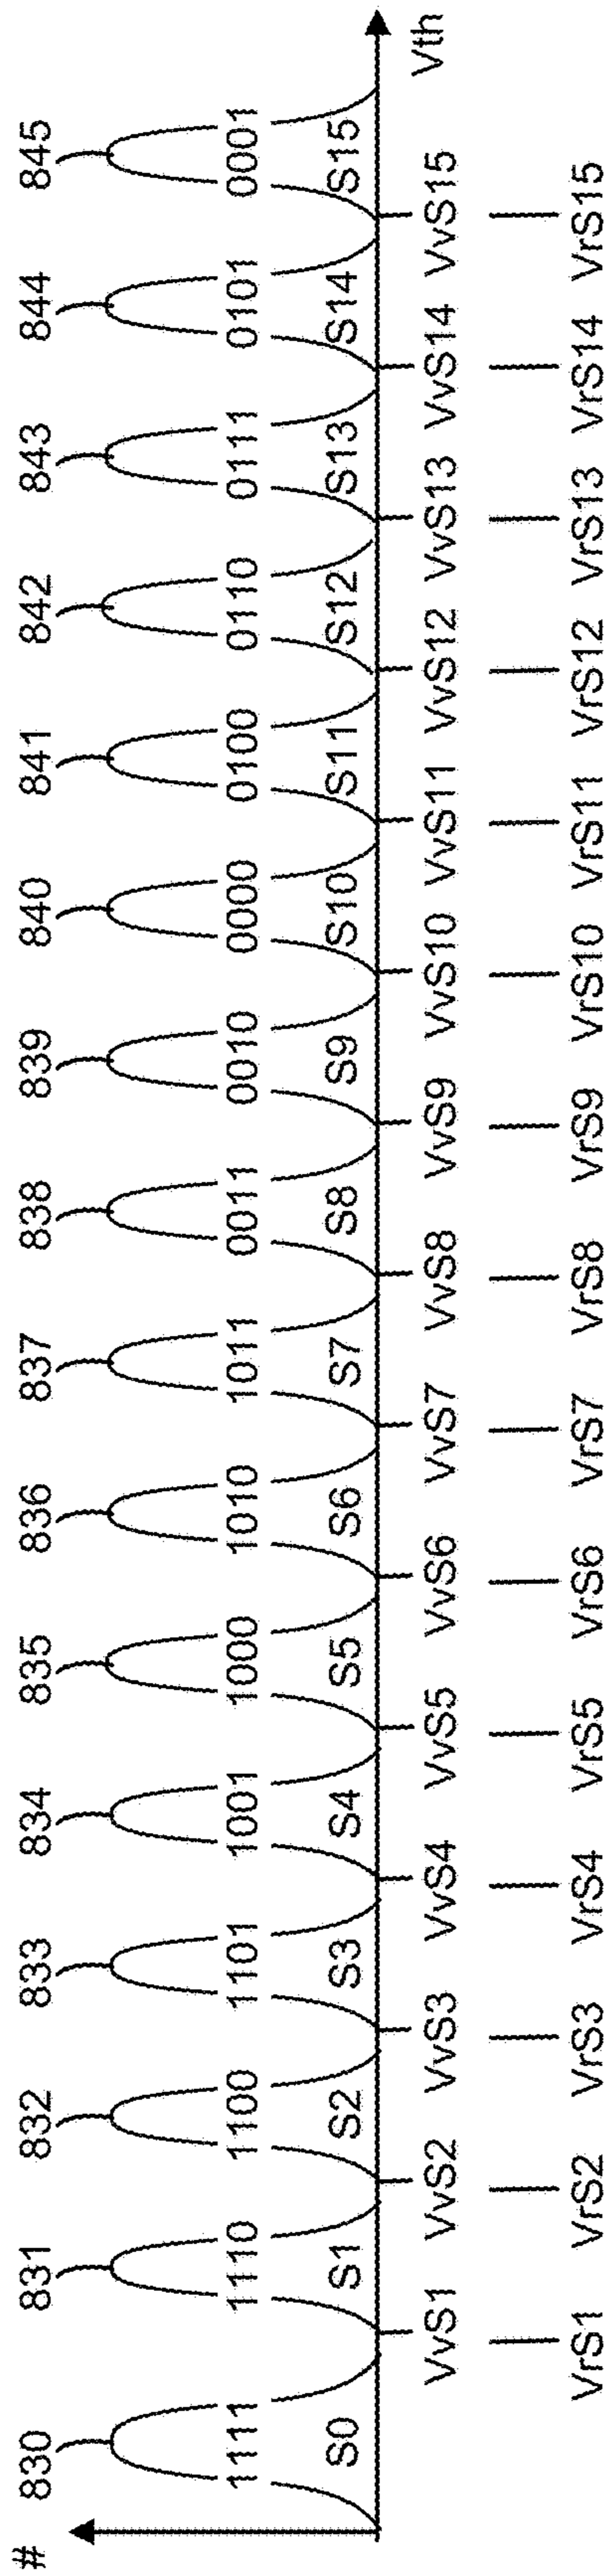 #
830 831 832 833 834 835 836 837 838 839 840 841 842 843 844 845
1111 1110 1100 1101 1001 1000 1010 1011 0011 0010 0000 0100 0110 0111 0101 0001
S0 S1 S2 S3 S4 S5 S6 S7 S8 S9 S10 S11 S12 S13 S14 S15
Vth
VvS1 VvS2 VvS3 VvS4 VvS5 VvS6 VvS7 VvS8 VvS9 VvS10 VvS11 VvS12 VvS13 VvS14 VvS15
VrS1 VrS2 VrS3 VrS4 VrS5 VrS6 VrS7 VrS8 VrS9 VrS10 VrS11 VrS12 VrS13 VrS14 VrS15